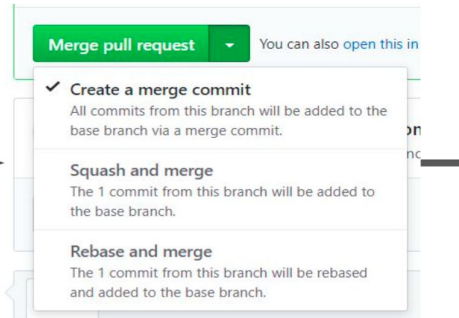 Merge pull request
You can also open this in
Create a merge commit
All commits from this branch will be added to the
base branch via a merge commit.
Squash and merge
The 1 commit from this branch will be added to
the base branch.
Rebase and merge
The 1 commit from this branch will be rebased
and added to the base branch.